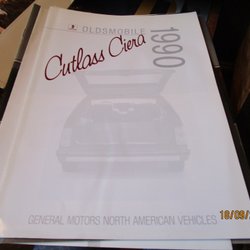 OLDSMOBILE
Cutlass Ciera
1990
GENERAL MOTORS NORTH AMERICAN VEHICLES